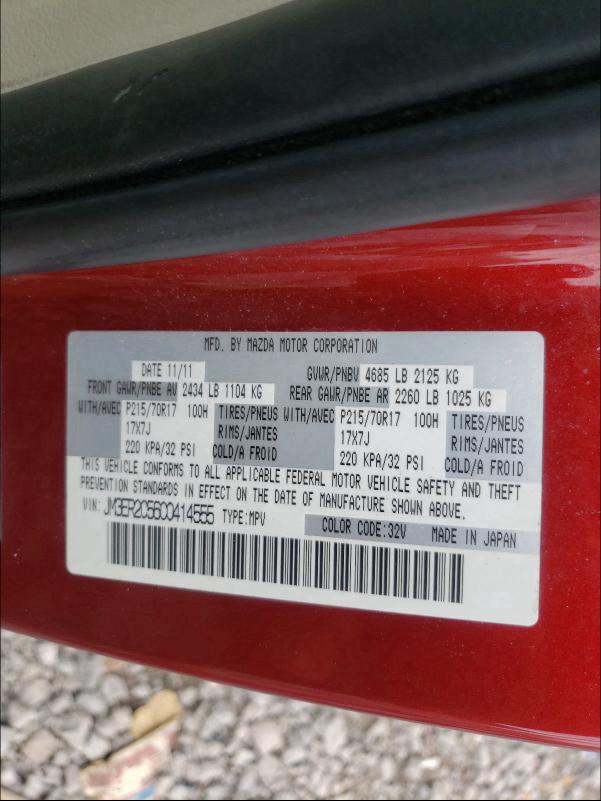 MFD. BY MAZDA MOTOR CORPORATION
DATE 11/11 GVWR/PNBV 4685 LB 2125 KG
FRONT GAWR/PNBE AV 2434 LB 1104 KG REAR GAWR/PNBE AR 2260 LB 1025 KG
WITH/AVEC P215/70R17 100H TIRES/PNEUS WITH/AVEC P215/70R17 100H TIRES/PNEUS
17X7J RIMS/JANTES 17X7J RIMS/JANTES
220 KPA/32 PSI COLD/A FROID 220 KPA/32 PSI COLD/A FROID
THIS VEHICLE CONFORMS TO ALL APPLICABLE FEDERAL MOTOR VEHICLE SAFETY AND THEFT
PREVENTION STANDARDS IN EFFECT ON THE DATE OF MANUFACTURE SHOWN ABOVE.
VIN: JM3ER2C56C0414555 TYPE:MPV COLOR CODE:32V MADE IN JAPAN